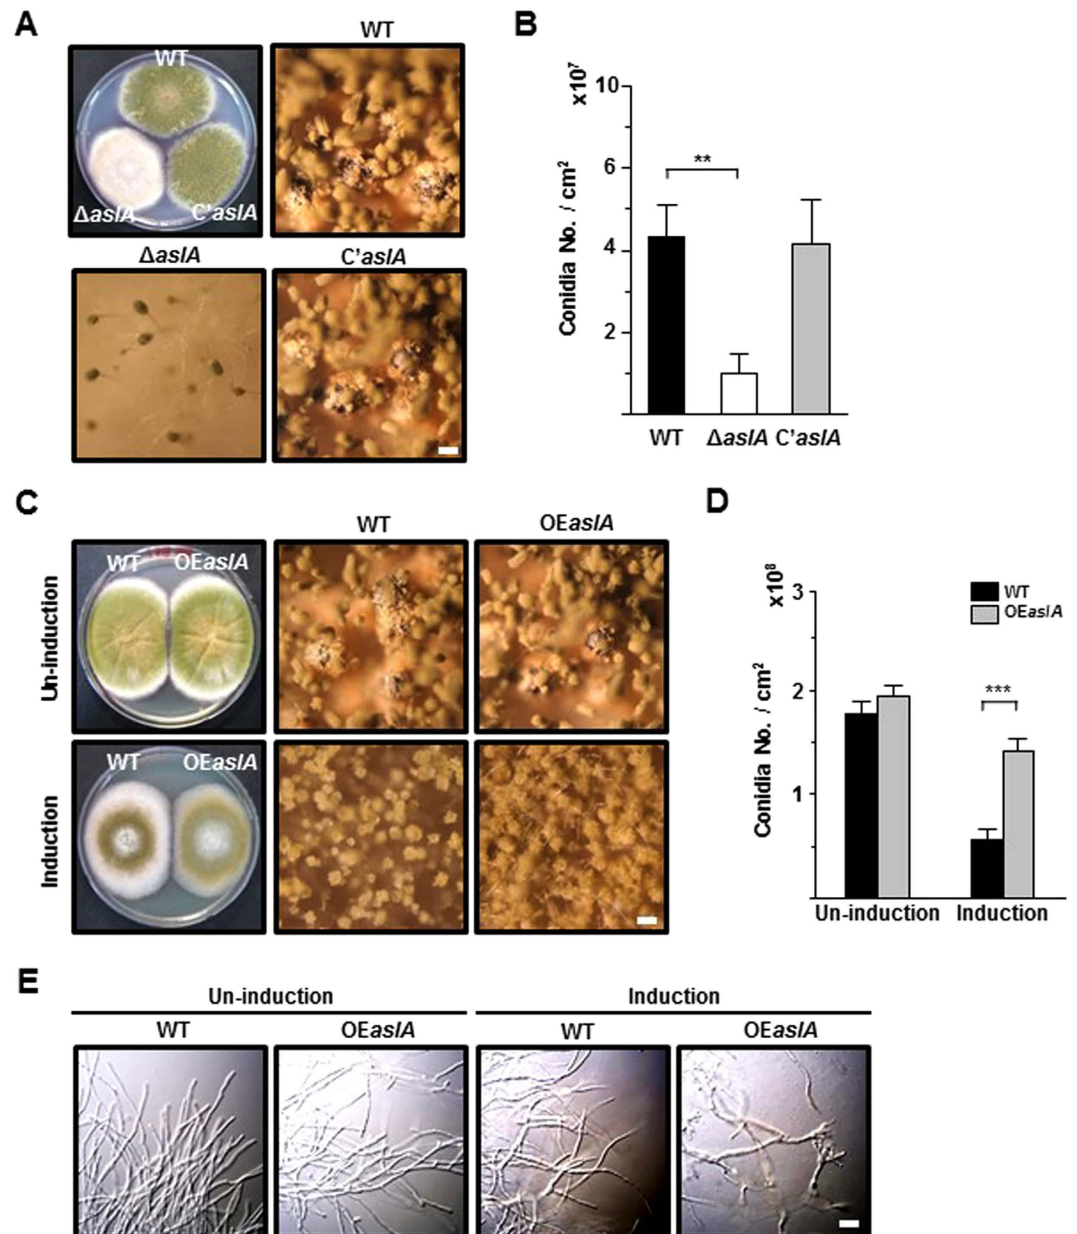 A
WT
WT
ΔaslA
C'aslA
ΔaslA
C'aslA
B
x10⁷
Conidia No. / cm²
10
6
4
2
**
WT
ΔaslA
C'aslA
C
WT
OEaslA
Un-induction
WT
OEaslA
Induction
WT
OEaslA
D
x10⁸
Conidia No. / cm²
3
2
1
WT
OEaslA
***
Un-induction
Induction
E
Un-induction
Induction
WT
OEaslA
WT
OEaslA